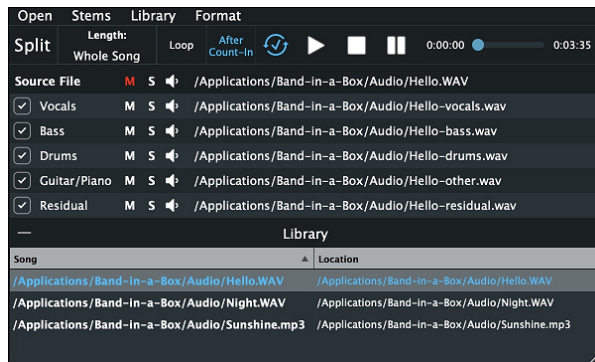 Open Stems Library Format
Split Length: Whole Song Loop After Count-In 0:00:00 0:03:35
Source File M S /Applications/Band-in-a-Box/Audio/Hello.WAV
Vocals M S /Applications/Band-in-a-Box/Audio/Hello-vocals.wav
Bass M S /Applications/Band-in-a-Box/Audio/Hello-bass.wav
Drums M S /Applications/Band-in-a-Box/Audio/Hello-drums.wav
Guitar/Piano M S /Applications/Band-in-a-Box/Audio/Hello-other.wav
Residual M S /Applications/Band-in-a-Box/Audio/Hello-residual.wav
Library
Song Location
/Applications/Band-in-a-Box/Audio/Hello.WAV /Applications/Band-in-a-Box/Audio/Hello.WAV
/Applications/Band-in-a-Box/Audio/Night.WAV /Applications/Band-in-a-Box/Audio/Night.WAV
/Applications/Band-in-a-Box/Audio/Sunshine.mp3 /Applications/Band-in-a-Box/Audio/Sunshine.mp3